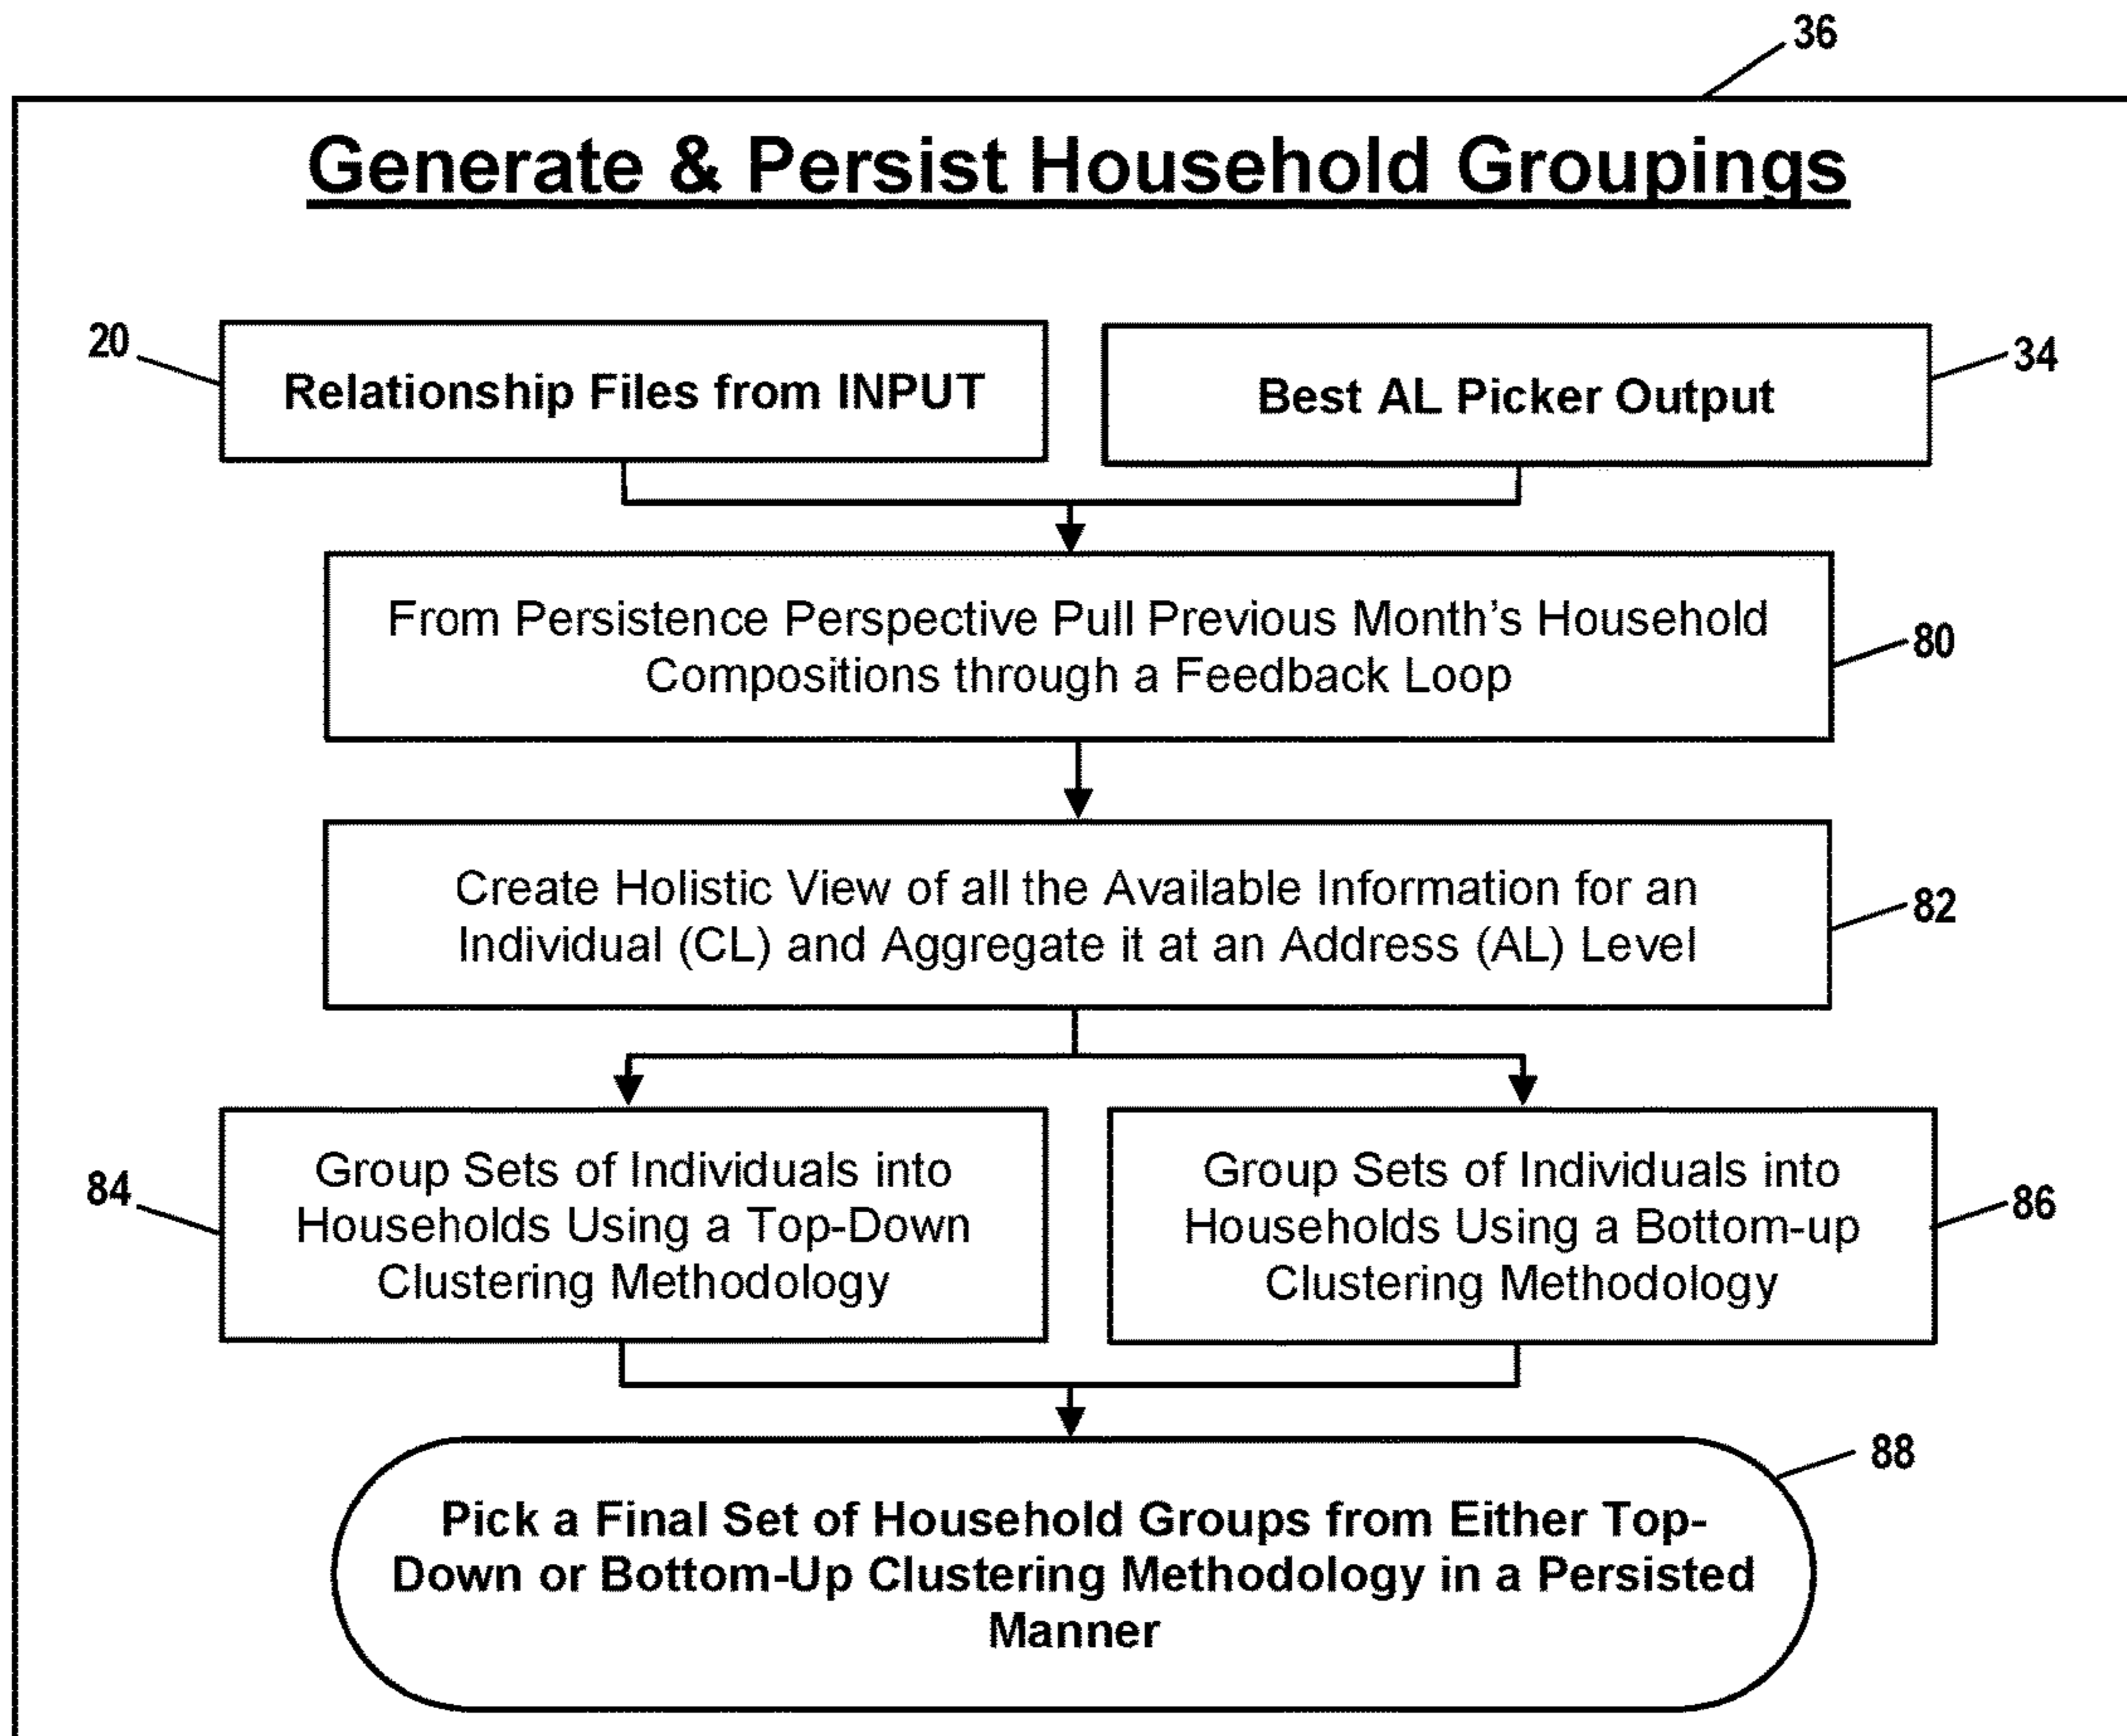 36
Generate & Persist Household Groupings
20
Relationship Files from INPUT
Best AL Picker Output
34
From Persistence Perspective Pull Previous Month's Household
Compositions through a Feedback Loop
80
Create Holistic View of all the Available Information for an
Individual (CL) and Aggregate it at an Address (AL) Level
82
84
Group Sets of Individuals into
Households Using a Top-Down
Clustering Methodology
Group Sets of Individuals into
Households Using a Bottom-up
Clustering Methodology
86
88
Pick a Final Set of Household Groups from Either Top-
Down or Bottom-Up Clustering Methodology in a Persisted
Manner